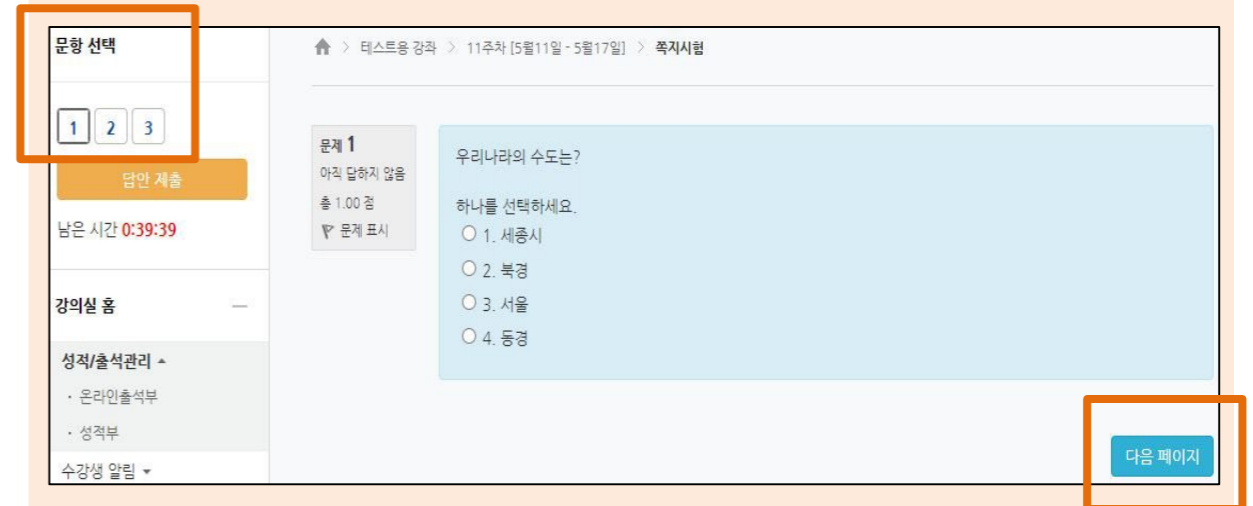 문항 선택
1 2 3
답안 제출
남은 시간 0:39:39
강의실 홈
성적/출석관리
· 온라인출석부
· 성적부
수강생 알림
> 테스트용 강좌 > 11주차 [5월11일 - 5월17일] > 쪽지시험
문제 1
아직 답하지 않음
총 1.00 점
문제 표시
우리나라의 수도는?
하나를 선택하세요.
1. 세종시
2. 북경
3. 서울
4. 동경
다음 페이지